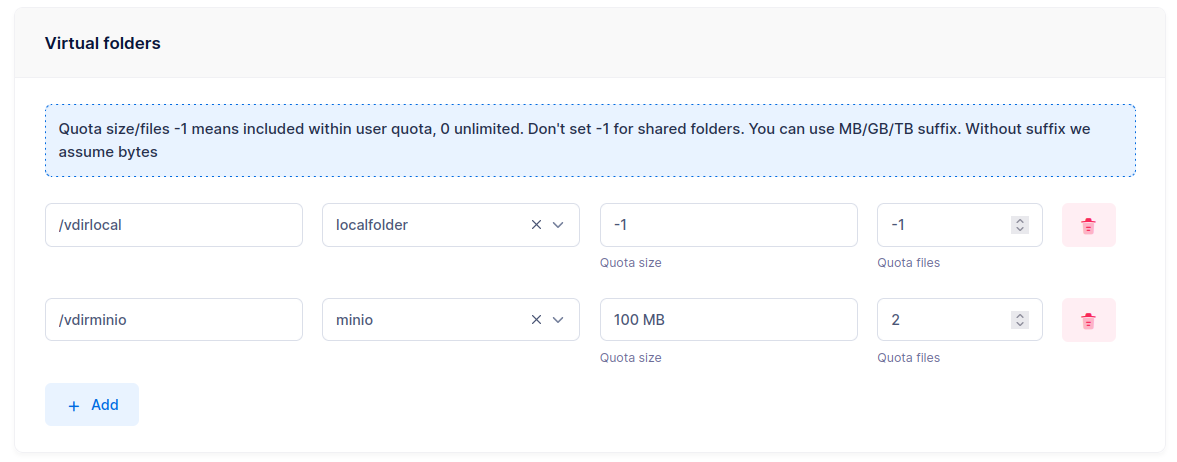 Virtual folders
Quota size/files -1 means included within user quota, 0 unlimited. Don't set -1 for shared folders. You can use MB/GB/TB suffix. Without suffix we
assume bytes
/vdirlocal localfolder -1 -1
Quota size Quota files
/vdirminio minio 100 MB 2
Quota size Quota files
+ Add